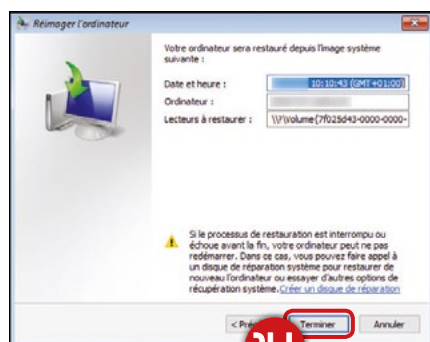 Réimager l'ordinateur
Votre ordinateur sera restauré depuis l'image système
suivante :
Date et heure : 10:10:43 (GMT+01:00)
Ordinateur :
Lecteurs à restaurer : \\?\Volume{7f025d43-0000-0000-
Si le processus de restauration est interrompu ou
échoue avant la fin, votre ordinateur peut ne pas
redémarrer. Dans ce cas, vous pouvez faire appel à
un disque de réparation système pour restaurer de
nouveau l'ordinateur ou essayer d'autres options de
récupération système. Créer un disque de réparation
Terminer Annuler